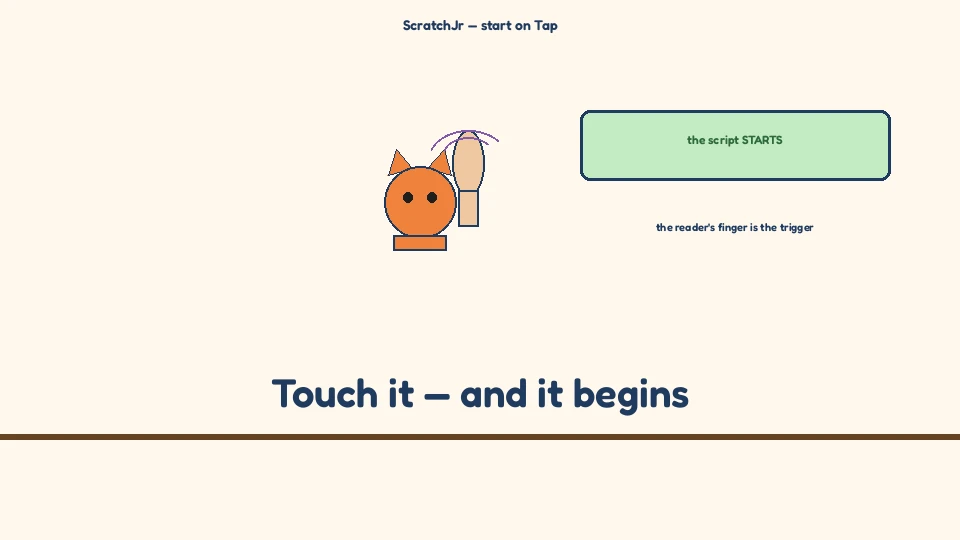 ScratchJr — start on Tap
the script STARTS
the reader's finger is the trigger
Touch it — and it begins